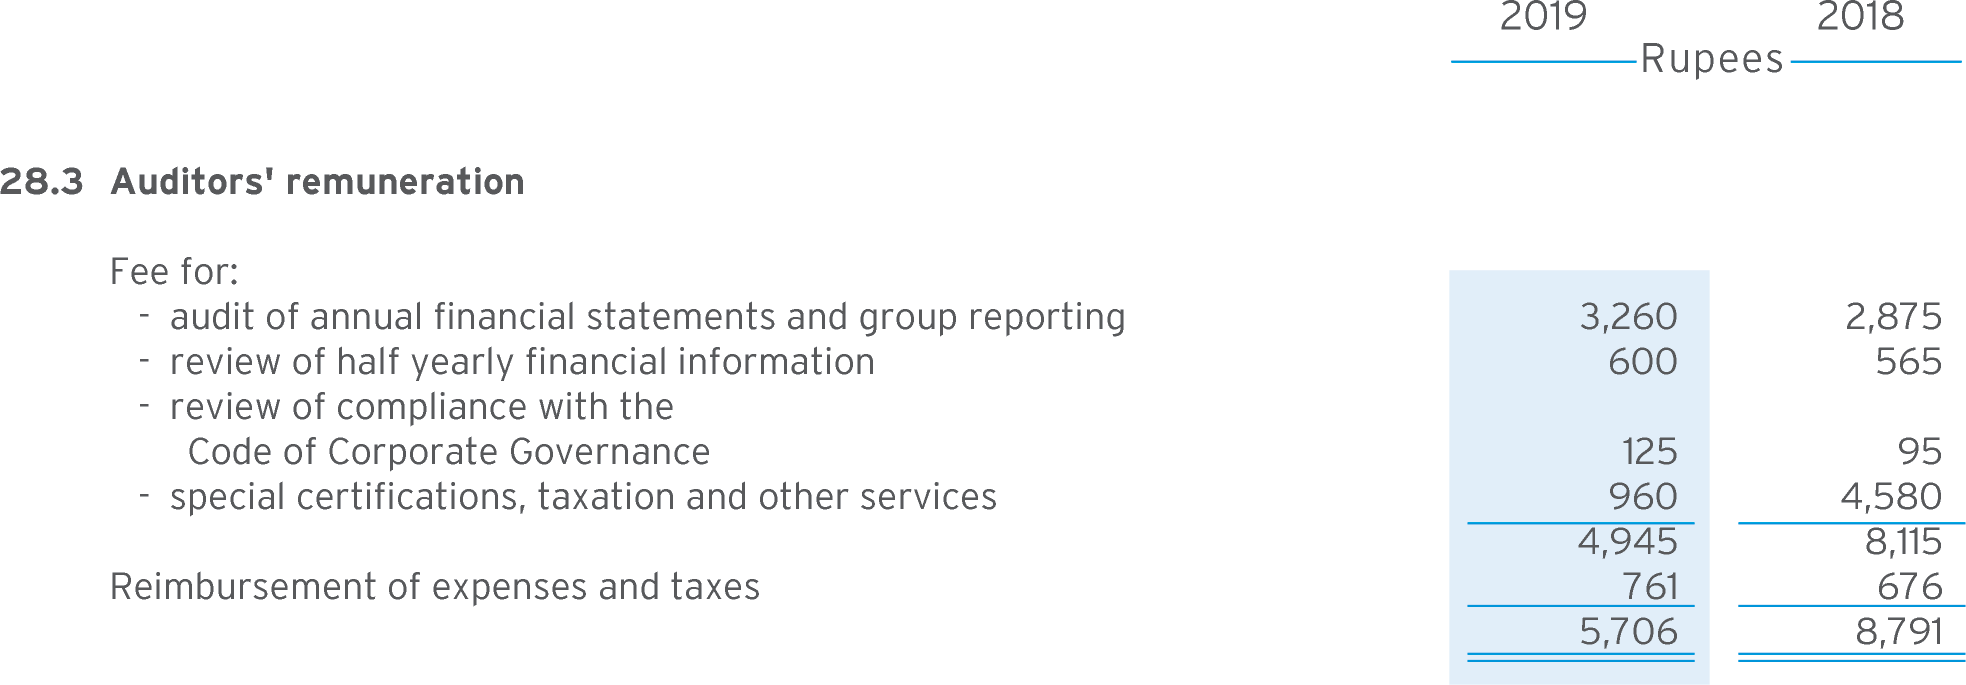 2019 2018
Rupees
28.3 Auditors' remuneration
Fee for:
- audit of annual financial statements and group reporting 3,260 2,875
- review of half yearly financial information 600 565
- review of compliance with the
Code of Corporate Governance 125 95
- special certifications, taxation and other services 960 4,580
4,945 8,115
Reimbursement of expenses and taxes 761 676
5,706 8,791